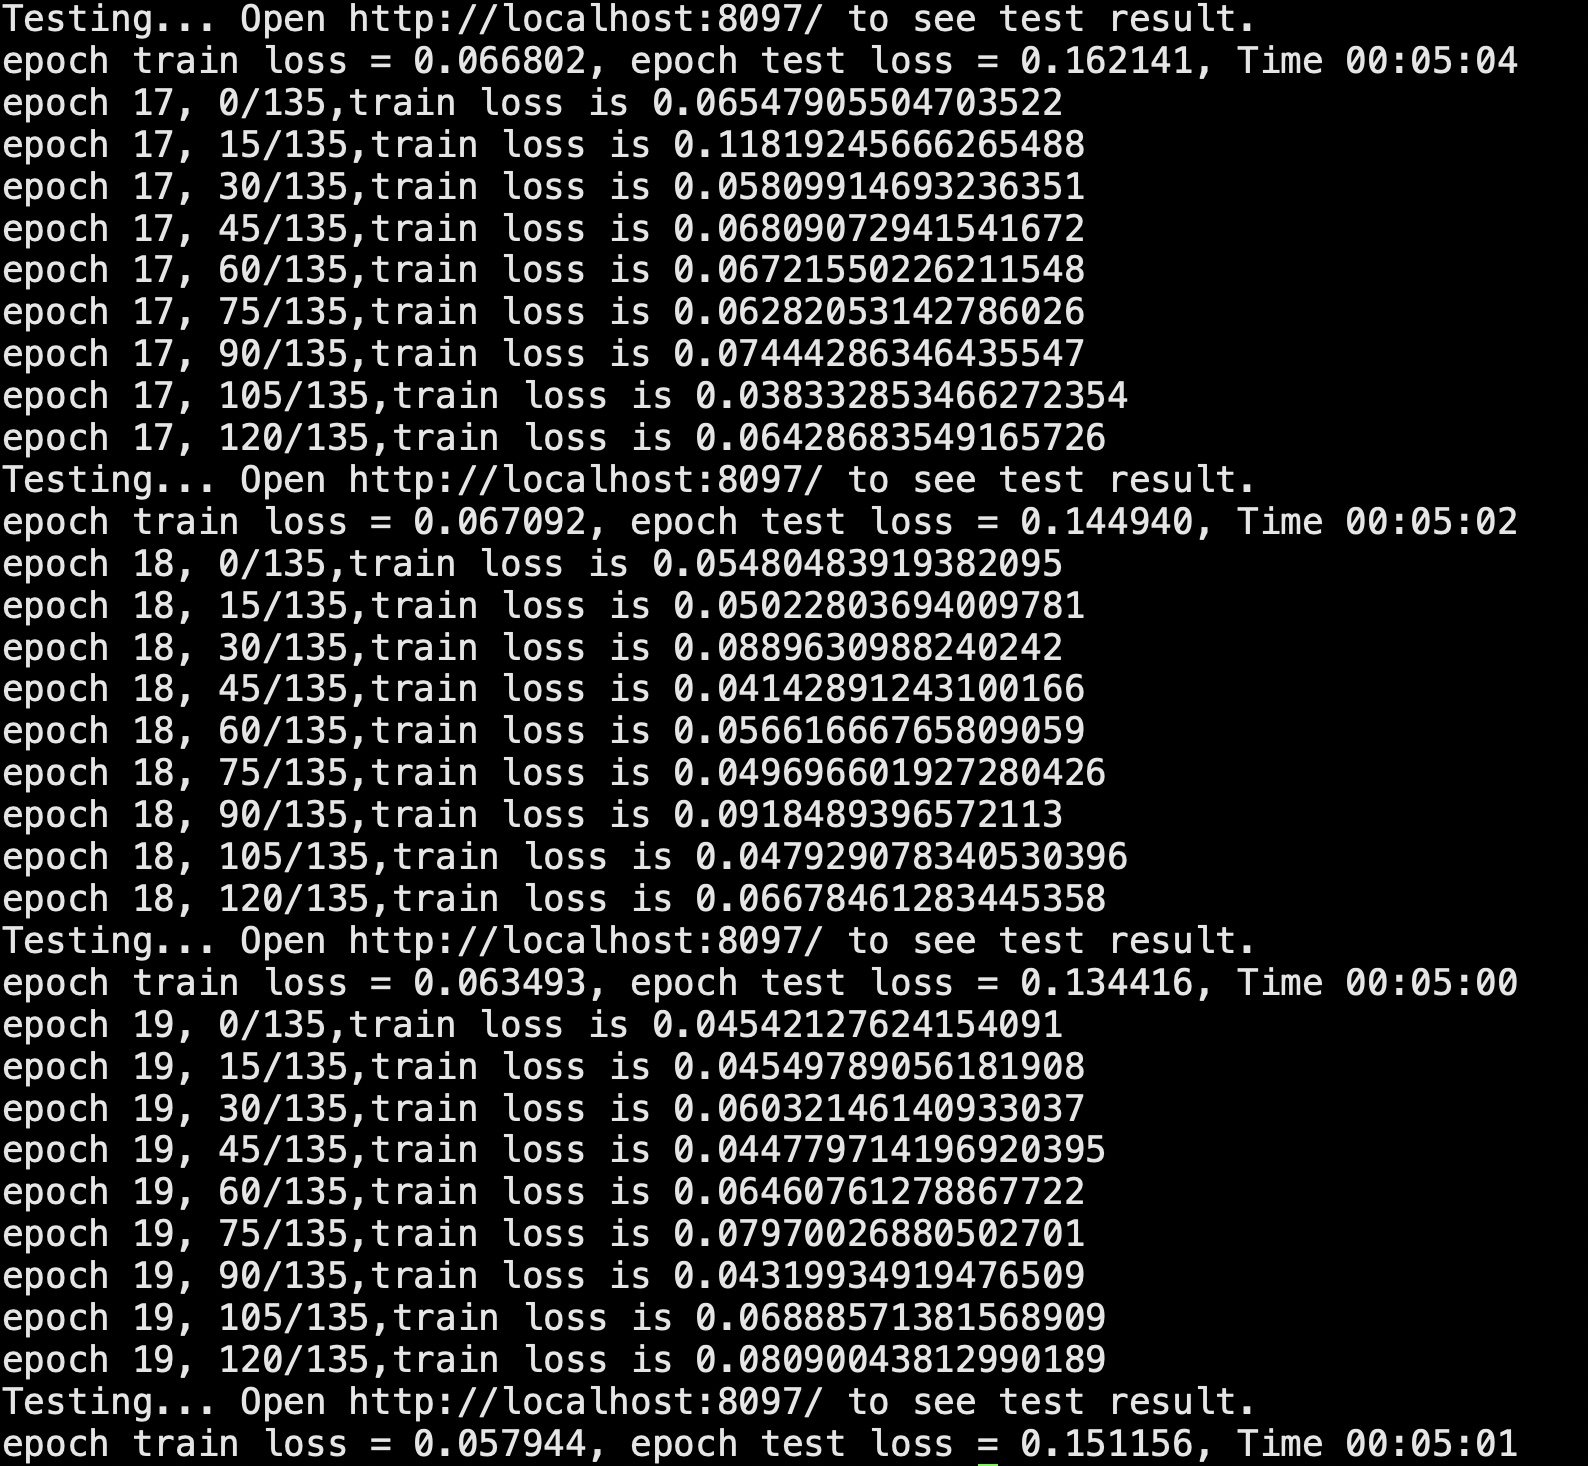 Testing... Open http://localhost:8097/ to see test result.
epoch train loss = 0.066802, epoch test loss = 0.162141, Time 00:05:04
epoch 17, 0/135,train loss is 0.06547905504703522
epoch 17, 15/135,train loss is 0.11819245666265488
epoch 17, 30/135,train loss is 0.05809914693236351
epoch 17, 45/135,train loss is 0.06809072941541672
epoch 17, 60/135,train loss is 0.06721550226211548
epoch 17, 75/135,train loss is 0.06282053142786026
epoch 17, 90/135,train loss is 0.07444286346435547
epoch 17, 105/135,train loss is 0.038332853466272354
epoch 17, 120/135,train loss is 0.06428683549165726
Testing... Open http://localhost:8097/ to see test result.
epoch train loss = 0.067092, epoch test loss = 0.144940, Time 00:05:02
epoch 18, 0/135,train loss is 0.05480483919382095
epoch 18, 15/135,train loss is 0.05022803694009781
epoch 18, 30/135,train loss is 0.0889630988240242
epoch 18, 45/135,train loss is 0.04142891243100166
epoch 18, 60/135,train loss is 0.05661666765809059
epoch 18, 75/135,train loss is 0.049696601927280426
epoch 18, 90/135,train loss is 0.0918489396572113
epoch 18, 105/135,train loss is 0.047929078340530396
epoch 18, 120/135,train loss is 0.06678461283445358
Testing... Open http://localhost:8097/ to see test result.
epoch train loss = 0.063493, epoch test loss = 0.134416, Time 00:05:00
epoch 19, 0/135,train loss is 0.04542127624154091
epoch 19, 15/135,train loss is 0.04549789056181908
epoch 19, 30/135,train loss is 0.06032146140933037
epoch 19, 45/135,train loss is 0.044779714196920395
epoch 19, 60/135,train loss is 0.06460761278867722
epoch 19, 75/135,train loss is 0.07970026880502701
epoch 19, 90/135,train loss is 0.04319934919476509
epoch 19, 105/135,train loss is 0.06888571381568909
epoch 19, 120/135,train loss is 0.08090043812990189
Testing... Open http://localhost:8097/ to see test result.
epoch train loss = 0.057944, epoch test loss = 0.151156, Time 00:05:01